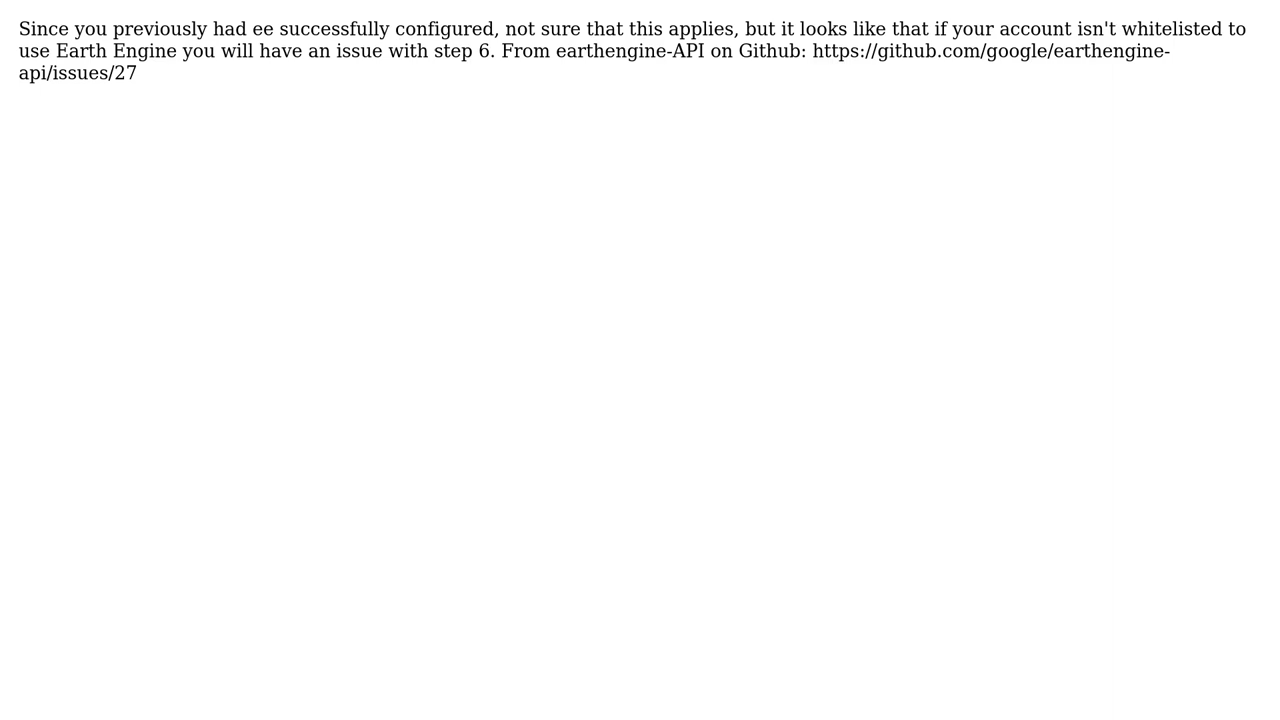 Since you previously had ee successfully configured, not sure that this applies, but it looks like that if your account isn't whitelisted to
use Earth Engine you will have an issue with step 6. From earthengine-API on Github: https://github.com/google/earthengine-
api/issues/27